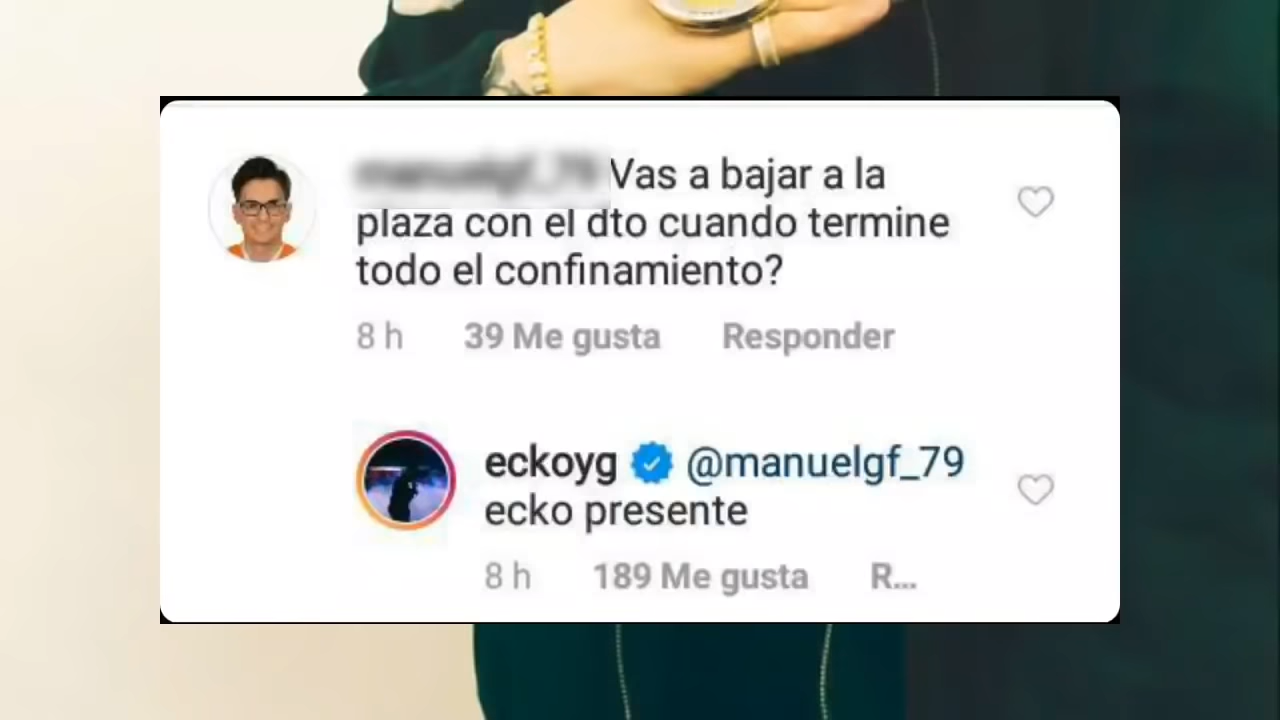 Vas a bajar a la
plaza con el dto cuando termine
todo el confinamiento?
8 h 39 Me gusta Responder
eckoyg @manuelgf_79
ecko presente
8 h 189 Me gusta R...